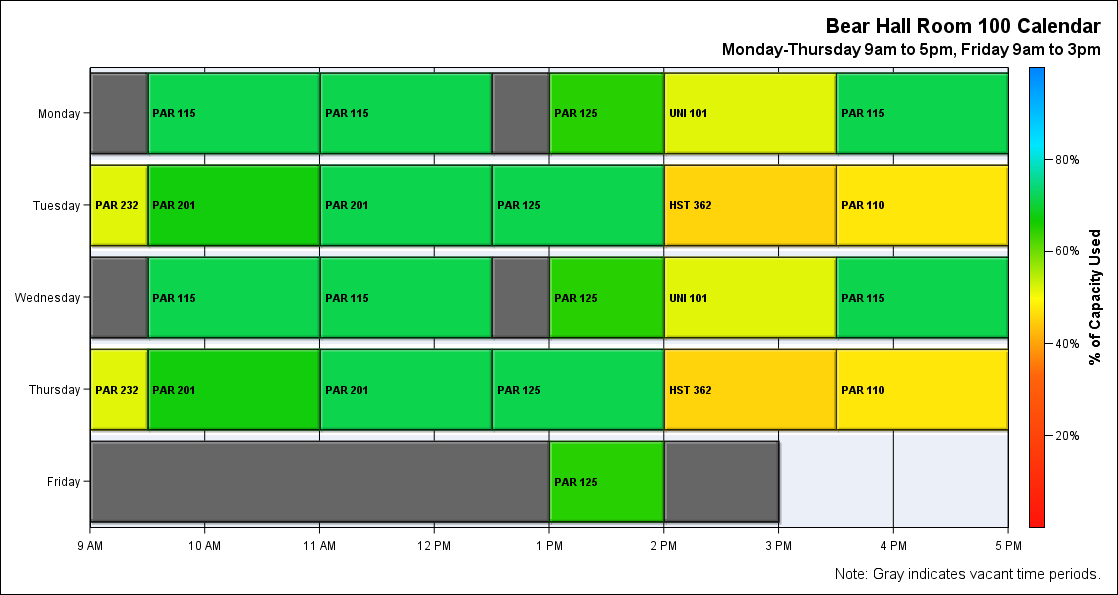 Bear Hall Room 100 Calendar
Monday-Thursday 9am to 5pm, Friday 9am to 3pm
Monday
PAR 115
PAR 115
PAR 125
UNI 101
PAR 115
80%
Tuesday
PAR 232
PAR 201
PAR 201
PAR 125
HST 362
PAR 110
60%
% of Capacity Used
Wednesday
PAR 115
PAR 115
PAR 125
UNI 101
PAR 115
40%
Thursday
PAR 232
PAR 201
PAR 201
PAR 125
HST 362
PAR 110
20%
Friday
PAR 125
9 AM
10 AM
11 AM
12 PM
1 PM
2 PM
3 PM
4 PM
5 PM
Note: Gray indicates vacant time periods.